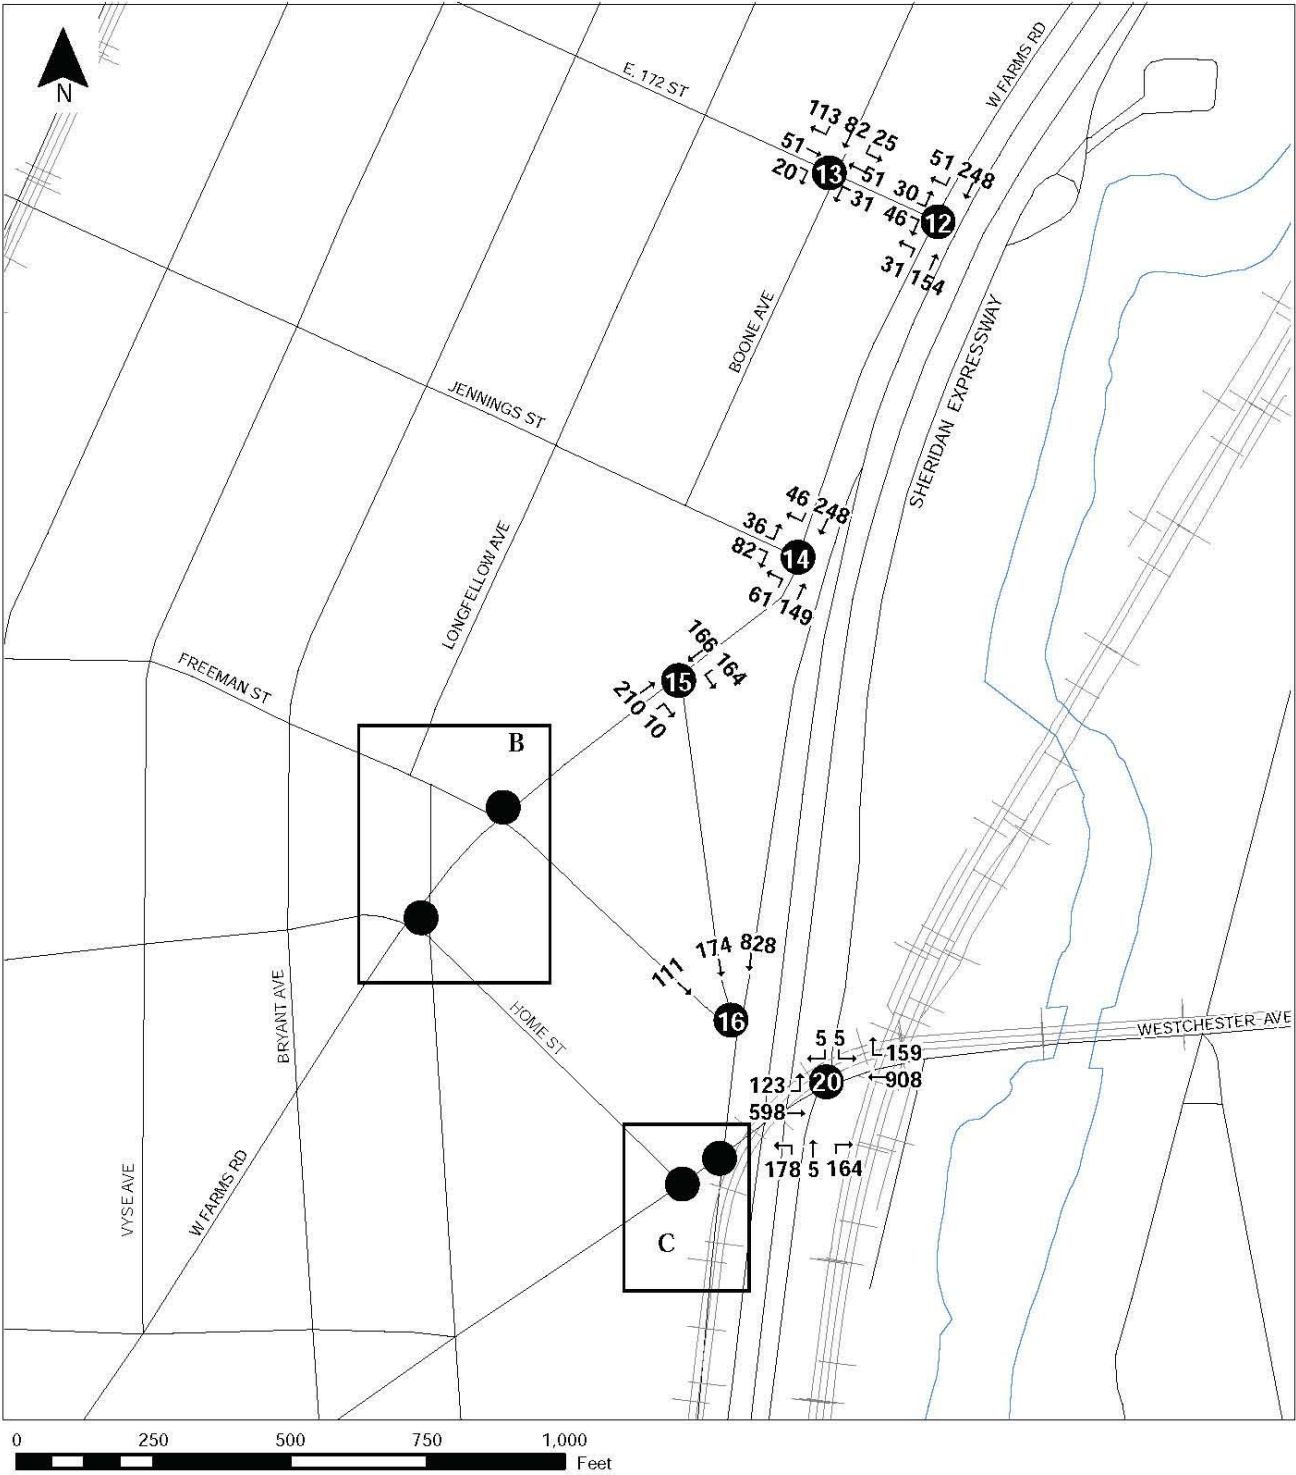 W FARMS RD
E. 172 ST
N
113 82 25
51
20
13
51
31
51 248
30
46
12
31 154
BOONE AVE
SHERIDAN EXPRESSWAY
JENNINGS ST
46 248
36
82
14
61 149
LONGFELLOW AVE
166 164
15
210 10
FREEMAN ST
B
174 828
111
16
BRYANT AVE
HOME ST
WESTCHESTER AVE
5 5
159
123
20
908
598
178 5 164
VYSE AVE
W FARMS RD
C
0 250 500 750 1,000
Feet